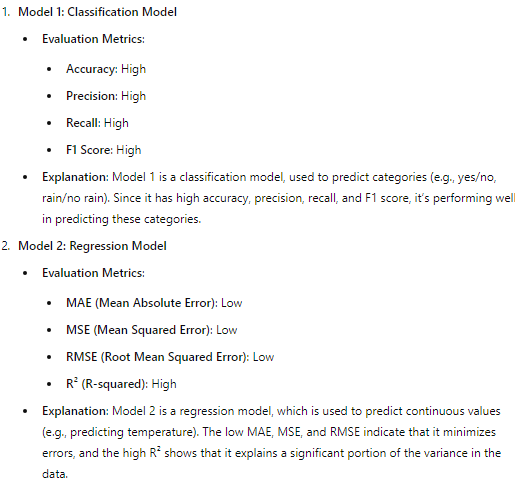 1. Model 1: Classification Model
• Evaluation Metrics:
• Accuracy: High
• Precision: High
• Recall: High
• F1 Score: High
• Explanation: Model 1 is a classification model, used to predict categories (e.g., yes/no,
rain/no rain). Since it has high accuracy, precision, recall, and F1 score, it's performing well
in predicting these categories.
2. Model 2: Regression Model
• Evaluation Metrics:
• MAE (Mean Absolute Error): Low
• MSE (Mean Squared Error): Low
• RMSE (Root Mean Squared Error): Low
• R² (R-squared): High
• Explanation: Model 2 is a regression model, which is used to predict continuous values
(e.g., predicting temperature). The low MAE, MSE, and RMSE indicate that it minimizes
errors, and the high R² shows that it explains a significant portion of the variance in the
data.